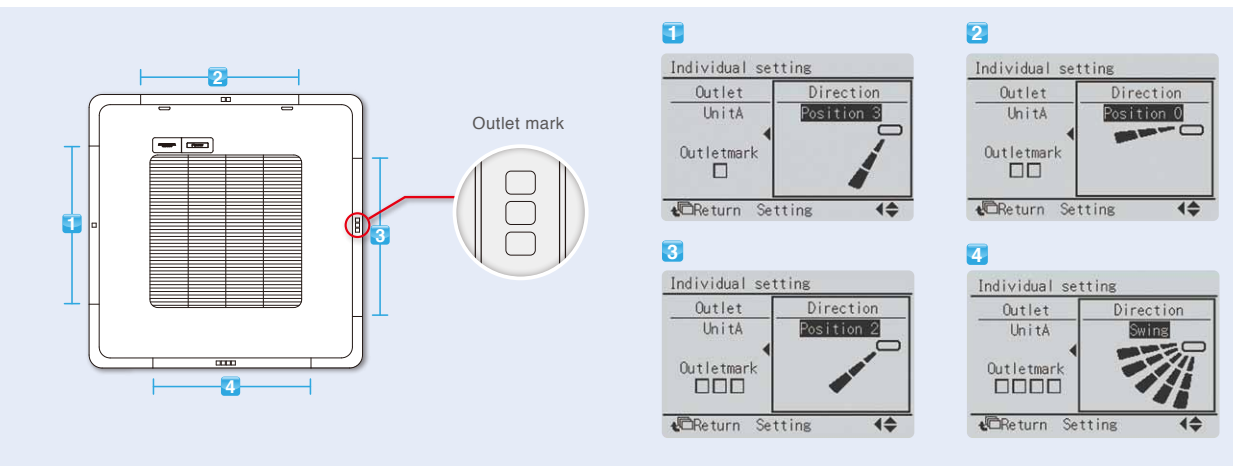 2
1
3
4
Outlet mark
1
Individual setting
Outlet Direction
UnitA Position 3
Outletmark
Return Setting
2
Individual setting
Outlet Direction
UnitA Position 0
Outletmark
Return Setting
3
Individual setting
Outlet Direction
UnitA Position 2
Outletmark
Return Setting
4
Individual setting
Outlet Direction
UnitA Swing
Outletmark
Return Setting